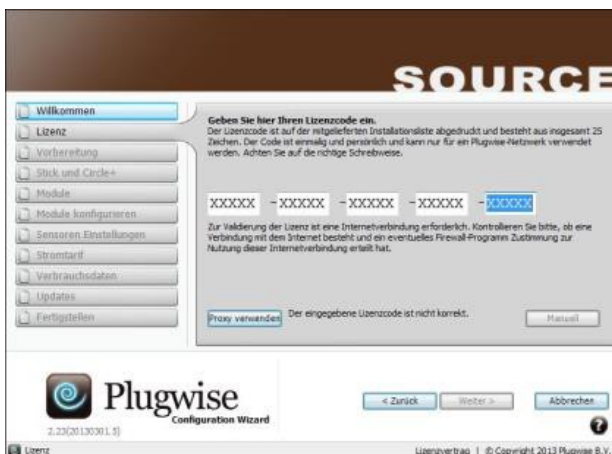 SOURCE
Willkommen
Lizenz
Vorbereitung
Stick und Circle+
Module
Module konfigurieren
Sensoren Einstellungen
Stromtarif
Verbrauchsdaten
Updates
Fertigstellen
Geben Sie hier Ihren Lizenzcode ein.
Der Lizenzcode ist auf der mitgelieferten Installationsliste abgedruckt und besteht aus insgesamt 25
Zeichen. Der Code ist einmalig und persönlich und kann nur für ein Plugwise-Netzwerk verwendet
werden. Achten Sie auf die richtige Schreibweise.
XXXXX -XXXXX -XXXXX -XXXXX -XXXXX
Zur Validierung der Lizenz ist eine Internetverbindung erforderlich. Kontrollieren Sie bitte, ob eine
Verbindung mit dem Internet besteht und ein eventuelles Firewall-Programm Zustimmung zur
Nutzung dieser Internetverbindung erteilt hat.
Proxy verwenden Der eingegebene Lizenzcode ist nicht korrekt. Manuell
Plugwise
Configuration Wizard
2.23(20130301.5)
< Zurück Weiter > Abbrechen
?
Lizenz Lizenzvertrag | © Copyright 2013 Plugwise B.V.